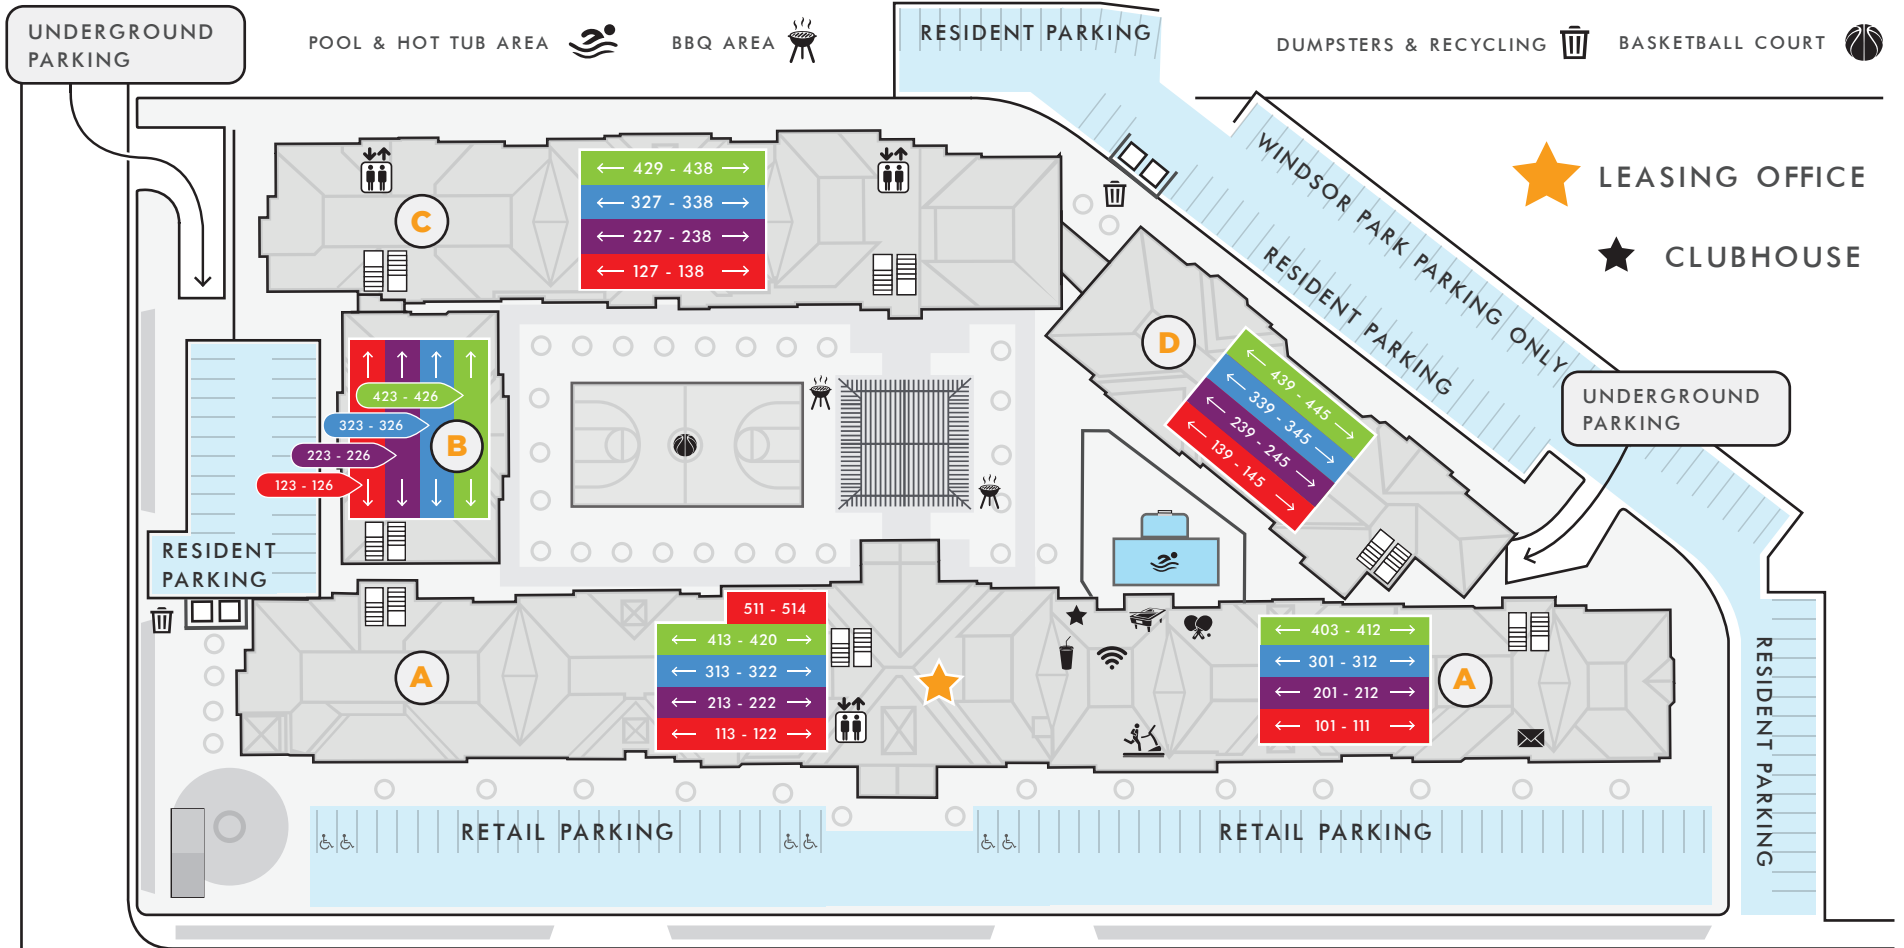 UNDERGROUND
PARKING
POOL & HOT TUB AREA
BBQ AREA
RESIDENT PARKING
DUMPSTERS & RECYCLING
BASKETBALL COURT
LEASING OFFICE
CLUBHOUSE
WINDSOR PARK PARKING ONLY
RESIDENT PARKING
UNDERGROUND
PARKING
C
429 - 438
327 - 338
227 - 238
127 - 138
D
439 - 445
339 - 345
239 - 245
139 - 145
423 - 426
323 - 326
223 - 226
123 - 126
B
RESIDENT
PARKING
A
511 - 514
413 - 420
313 - 322
213 - 222
113 - 122
403 - 412
301 - 312
201 - 212
101 - 111
A
RESIDENT PARKING
RETAIL PARKING
RETAIL PARKING